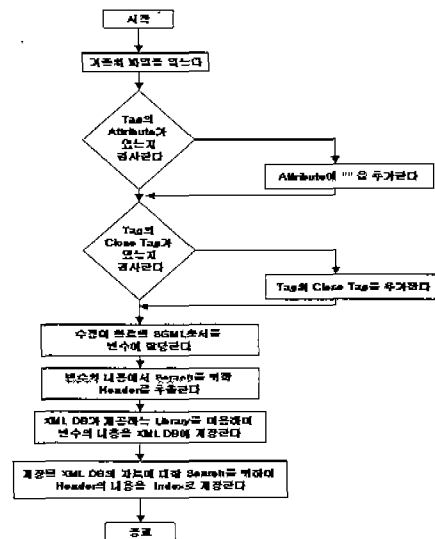 시작
기존의 파일을 읽는다
Tag의
Attribute가
있는지
검사한다
Attribute에 "" 을 추가한다
Tag의
Close Tag가
있는지
검사한다
Tag의 Close Tag를 추가한다
수정이 완료된 SGML문서를
변수에 할당한다
변수의 내용에서 Search를 위한
Header를 추출한다
XML DB가 제공하는 Library를 이용하여
변수의 내용을 XML DB에 저장한다
저장된 XML DB의 파트에 대한 Search를 위하여
Header의 내용을 Index로 저장한다
종료